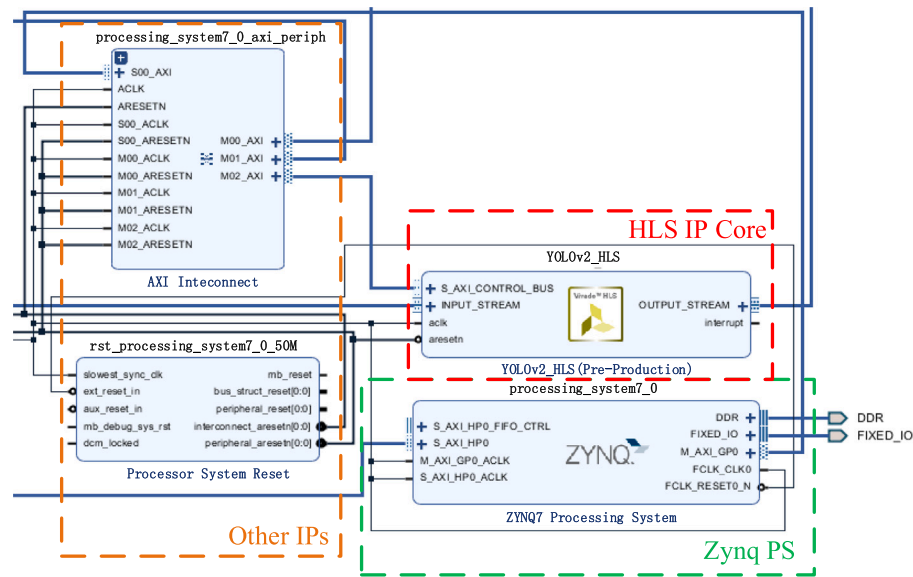 processing_system7_0_axi_periph
S00_AXI
ACLK
ARESETN
S00_ACLK
S00_ARESETN
M00_AXI
M00_ACLK
M01_AXI
M00_ARESETN
M02_AXI
M01_ACLK
M01_ARESETN
M02_ACLK
M02_ARESETN
AXI Inteconnect
HLS IP Core
YOLOv2_HLS
S_AXI_CONTROL_BUS
INPUT_STREAM
OUTPUT_STREAM
aclk
interrupt
aresetn
YOLOv2_HLS(Pre-Production)
rst_processing_system7_0_50M
slowest_sync_clk
mb_reset
ext_reset_in
bus_struct_reset[0:0]
aux_reset_in
peripheral_reset[0:0]
mb_debug_sys_rst
interconnect_aresetn[0:0]
dcm_locked
peripheral_aresetn[0:0]
Processor System Reset
Other IPs
processing_system7_0
S_AXI_HP0_FIFO_CTRL
S_AXI_HP0
M_AXI_GP0_ACLK
S_AXI_HP0_ACLK
ZYNQ
DDR
FIXED_IO
M_AXI_GP0
FCLK_CLK0
FCLK_RESET0_N
ZYNQ7 Processing System
DDR
FIXED_IO
Zynq PS